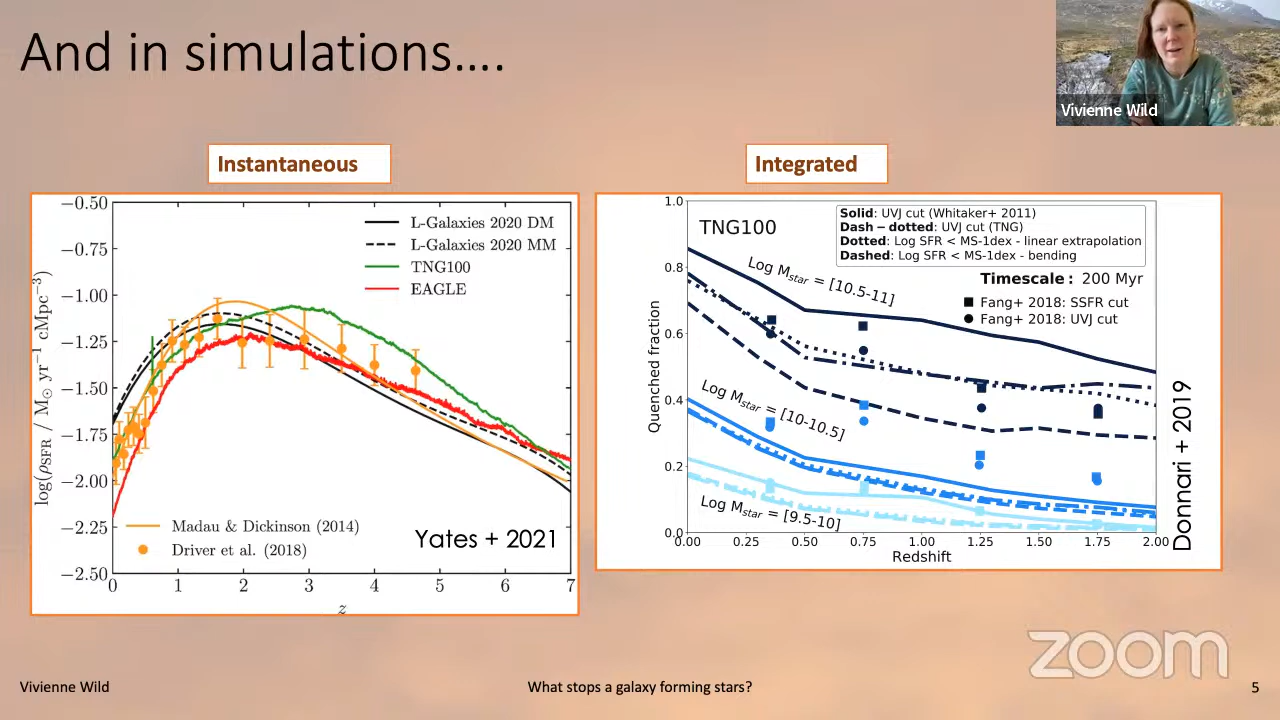 And in simulations….
Vivienne Wild
Instantaneous
Integrated
−0.50
−0.75
−1.00
−1.25
−1.50
−1.75
−2.00
−2.25
−2.50
log(ρSFR / M⊙ yr−1 cMpc−3)
L-Galaxies 2020 DM
L-Galaxies 2020 MM
TNG100
EAGLE
Madau & Dickinson (2014)
Driver et al. (2018)
Yates + 2021
0 1 2 3 4 5 6 7
z
1.0
0.8
0.6
0.4
0.2
0.0
Quenched fraction
TNG100
Solid: UVJ cut (Whitaker+ 2011)
Dash − dotted: UVJ cut (TNG)
Dotted: Log SFR < MS-1dex - linear extrapolation
Dashed: Log SFR < MS-1dex - bending
Timescale: 200 Myr
Fang+ 2018: SSFR cut
Fang+ 2018: UVJ cut
Log Mstar = [10.5-11]
Log Mstar = [10-10.5]
Log Mstar = [9.5-10]
0.00 0.25 0.50 0.75 1.00 1.25 1.50 1.75 2.00
Redshift
Donnari + 2019
zoom
Vivienne Wild
What stops a galaxy forming stars?
5